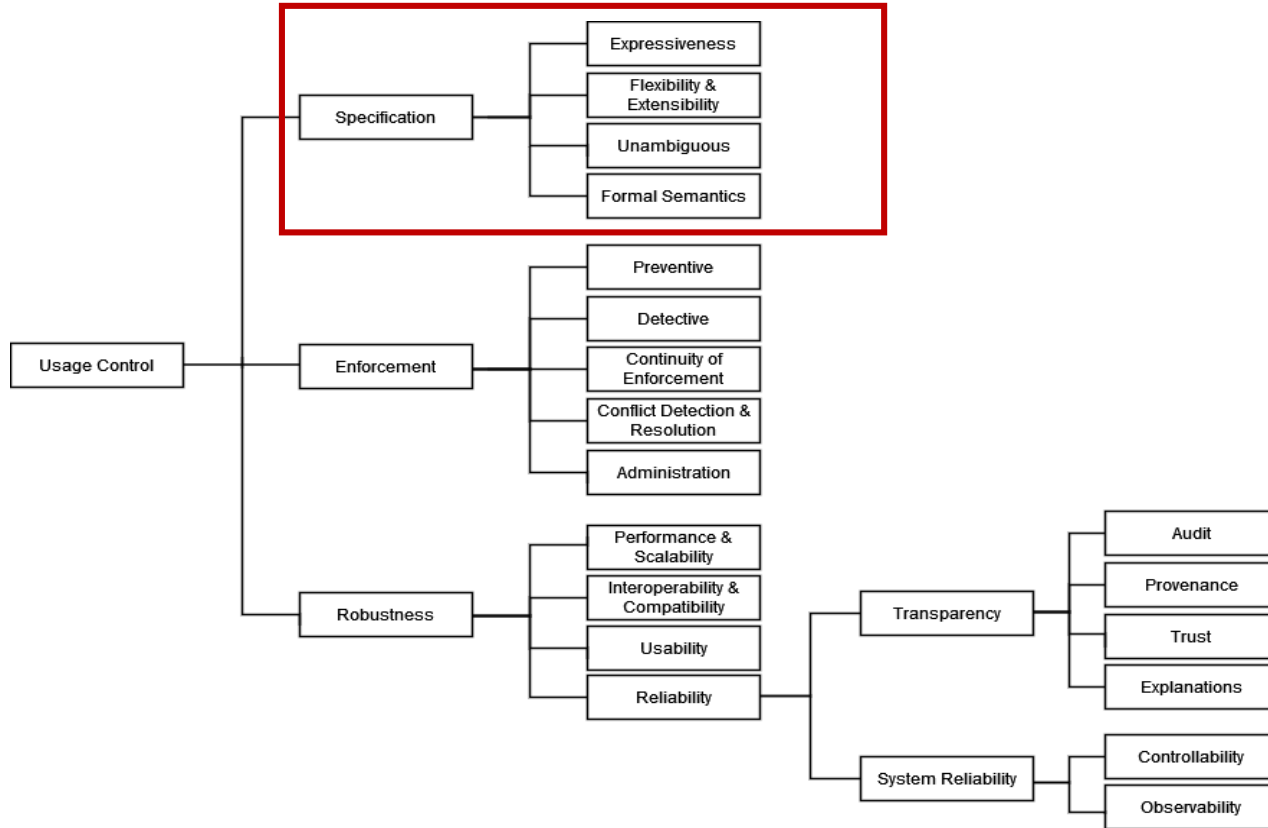 Expressiveness
Flexibility &
Extensibility
Specification
Unambiguous
Formal Semantics
Preventive
Detective
Usage Control
Enforcement
Continuity of
Enforcement
Conflict Detection &
Resolution
Administration
Performance &
Scalability
Interoperability &
Compatibility
Robustness
Usability
Reliability
Transparency
Audit
Provenance
Trust
Explanations
System Reliability
Controllability
Observability